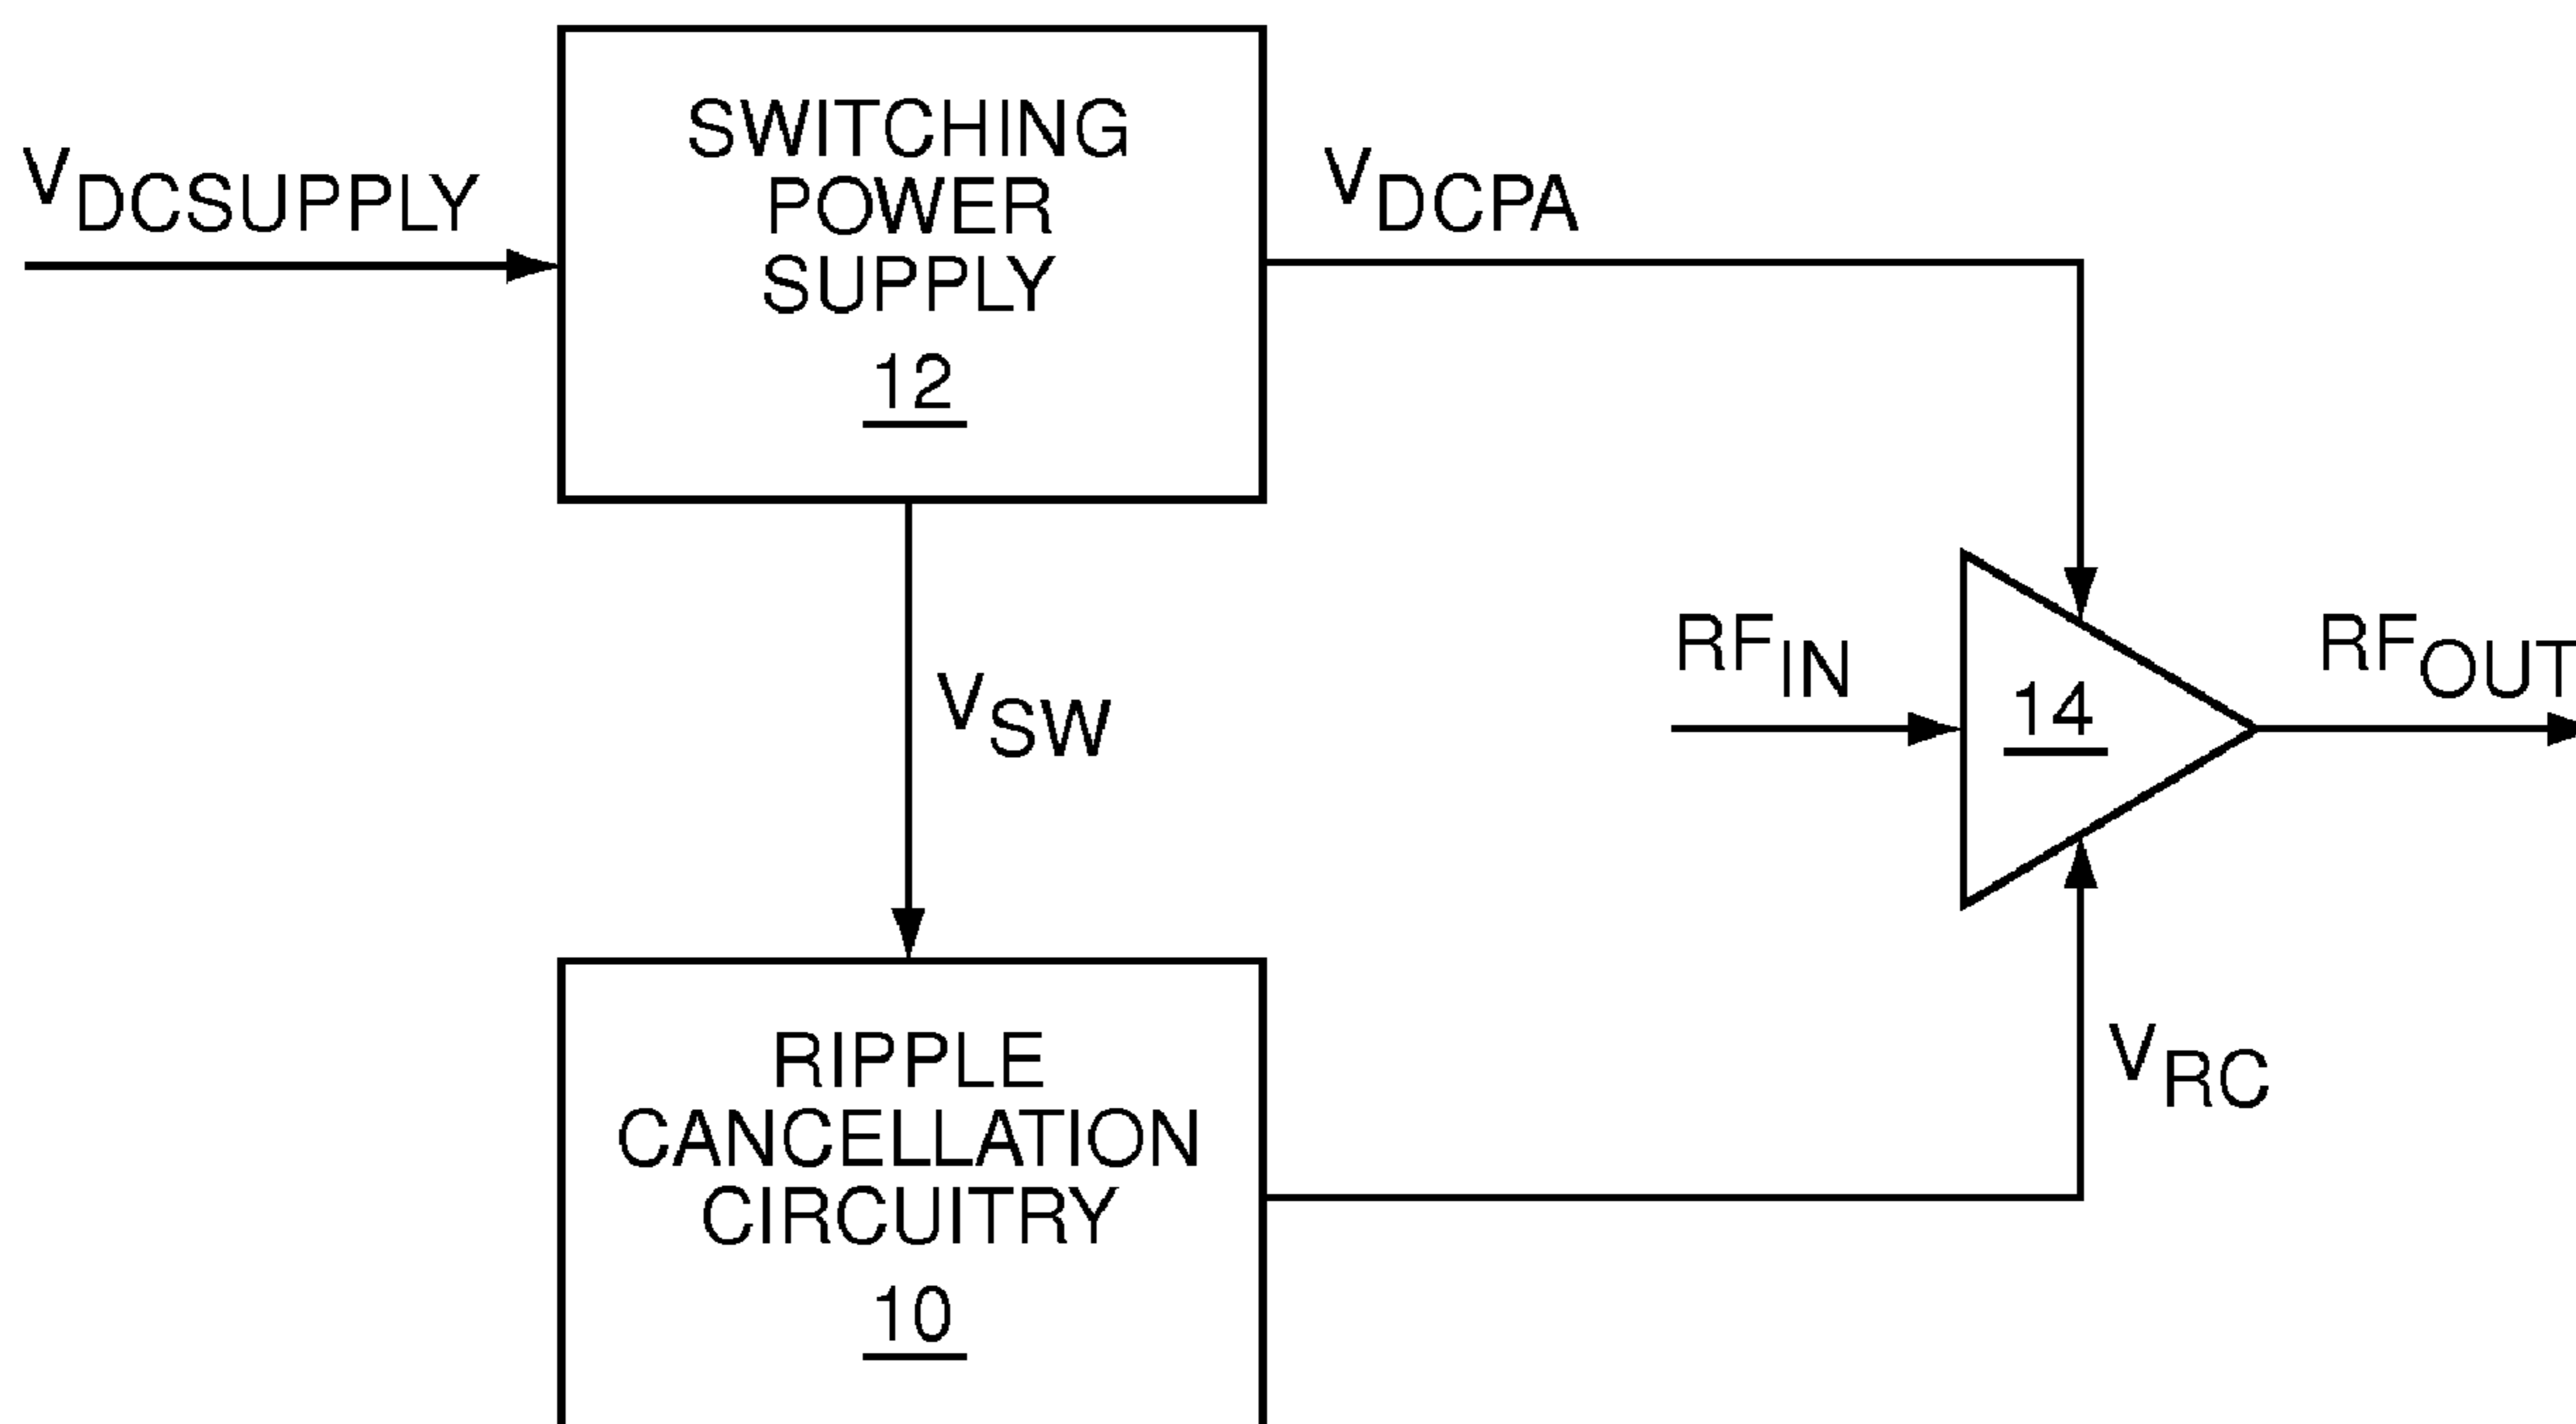 SWITCHING
POWER
SUPPLY
12
VDCSUPPLY
VDCPA
VSW
RFIN
14
RFOUT
RIPPLE
CANCELLATION
CIRCUITRY
10
VRC